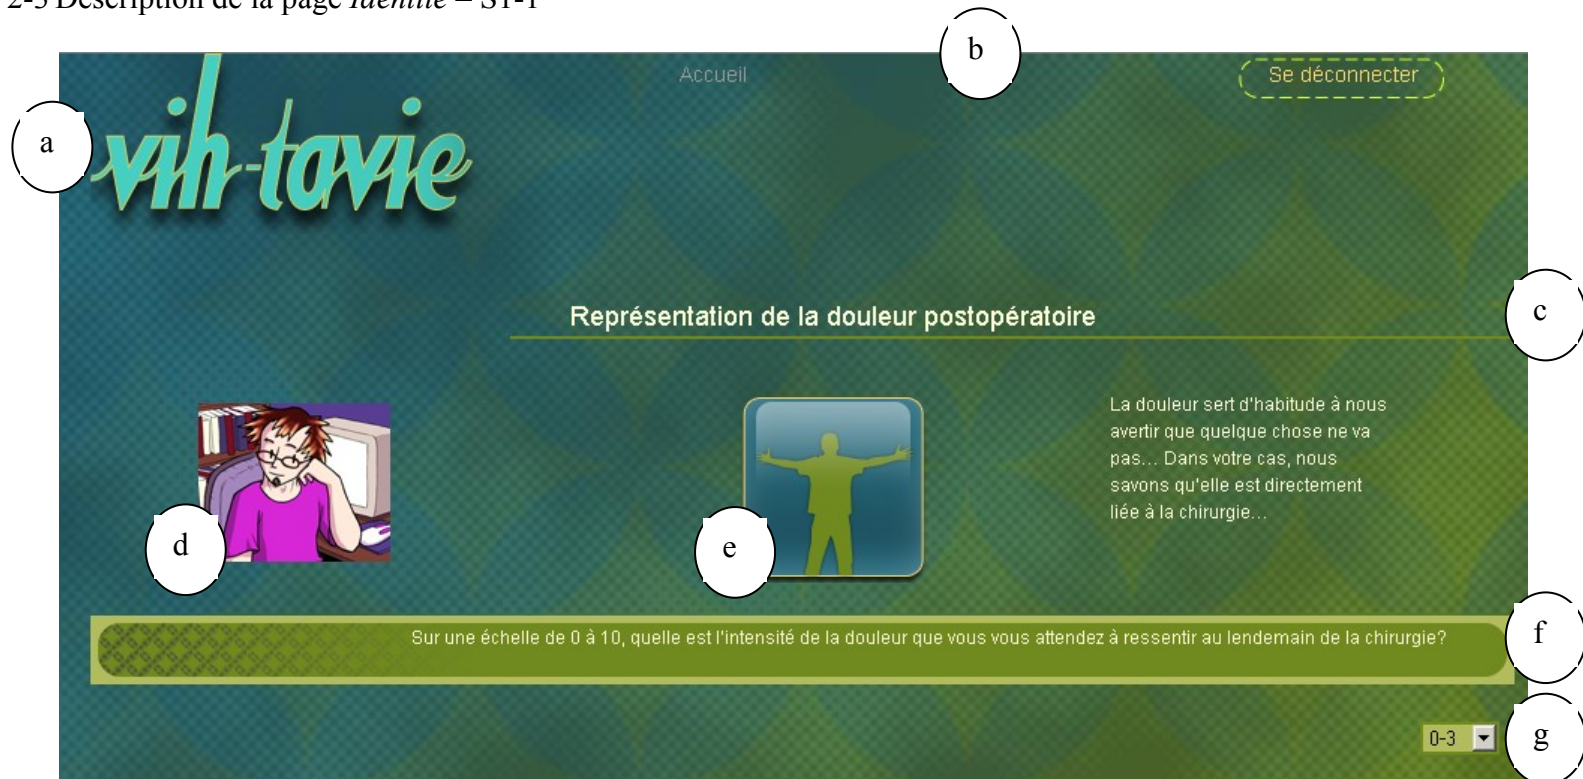 2-3 Description de la page Identité – S1-1
b
Accueil
Se déconnecter
a
vih-tavie
c
Représentation de la douleur postopératoire
La douleur sert d'habitude à nous
avertir que quelque chose ne va
pas... Dans votre cas, nous
savons qu'elle est directement
liée à la chirurgie...
d
e
f
Sur une échelle de 0 à 10, quelle est l'intensité de la douleur que vous vous attendez à ressentir au lendemain de la chirurgie?
0-3
g